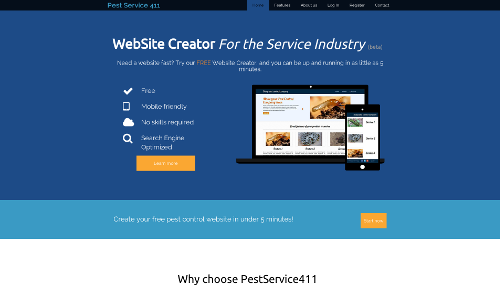 Pest Service 411
Home Features About us Log In Register Contact
WebSite Creator For the Service Industry (beta)
Need a website fast? Try our FREE Website Creator, and you can be up and running in as little as 5
minutes.
Free
Mobile friendly
No skills required
Search Engine
Optimized
Learn more
Create your free pest control website in under 5 minutes!
Why choose PestService411